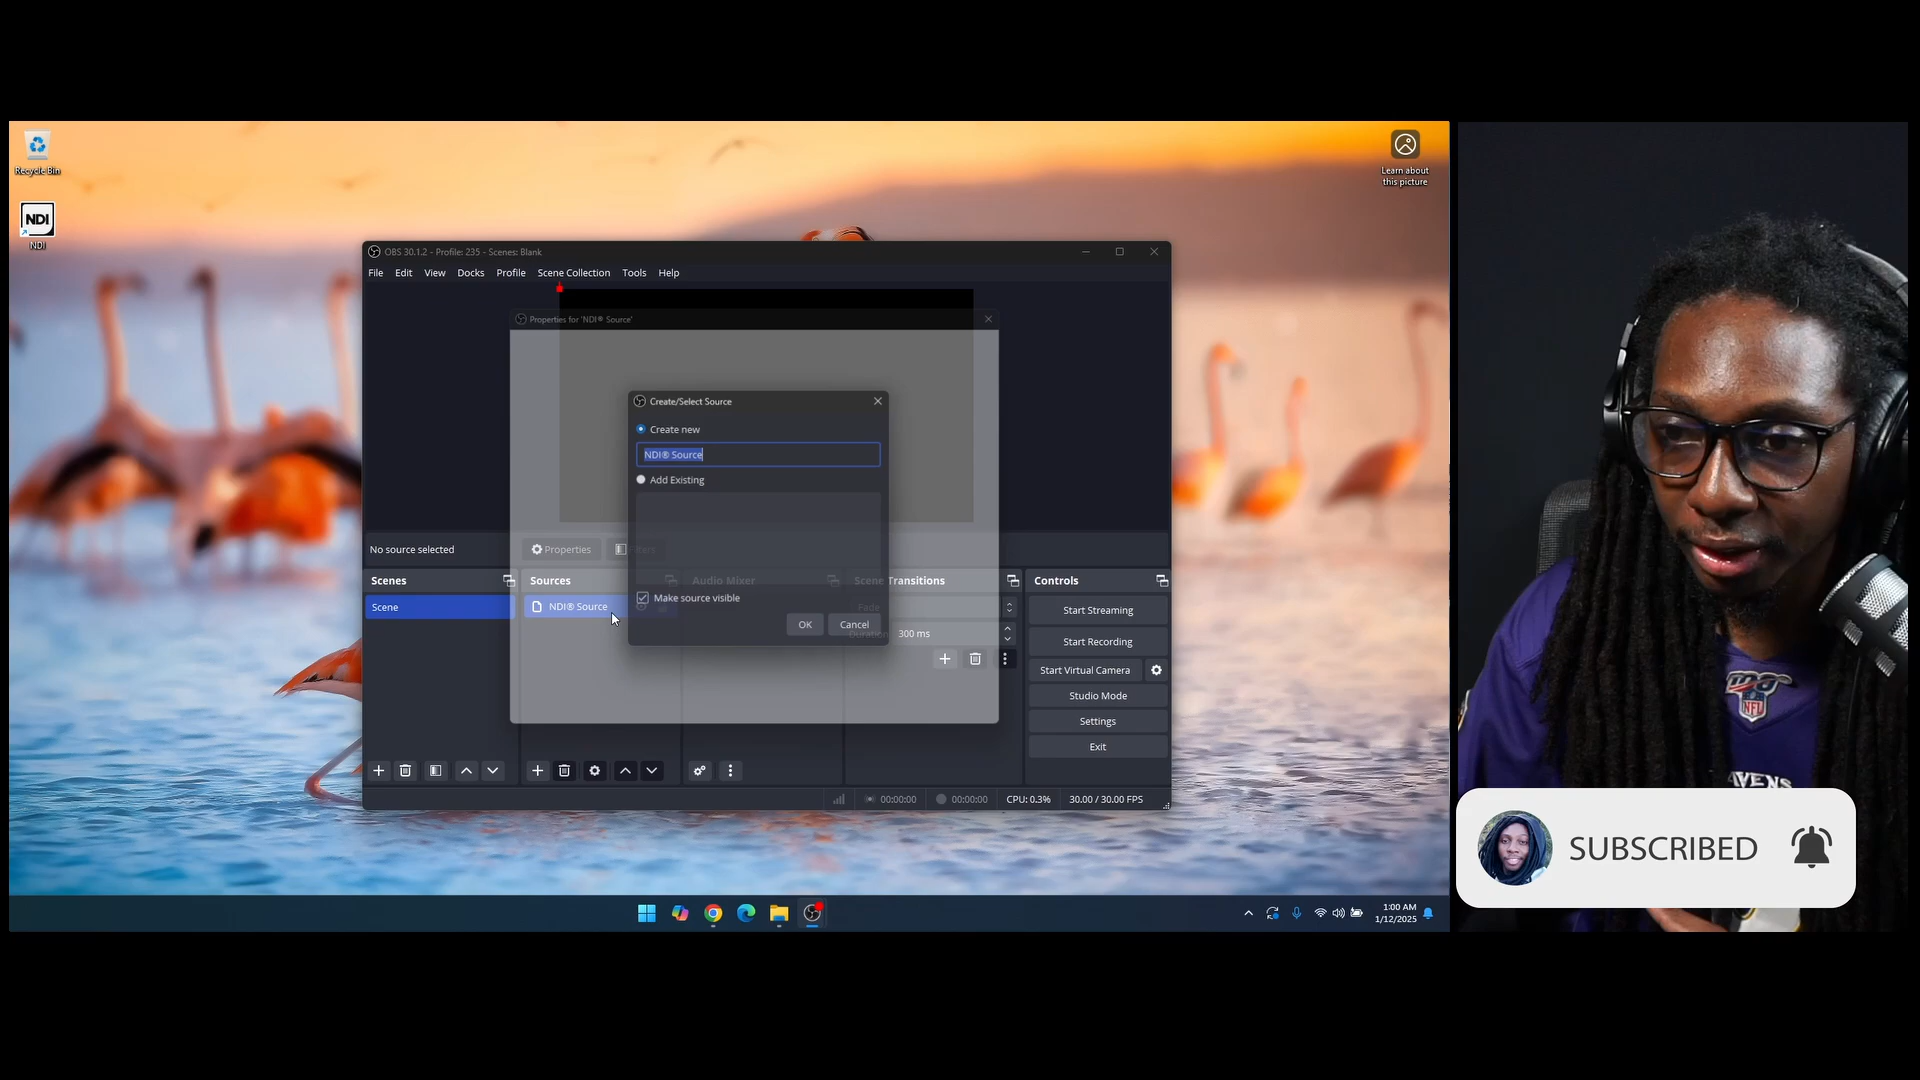 Recycle Bin
NDI
NDI
Learn about
this picture
OBS 30.1.2 - Profile: 235 - Scenes: Blank
File Edit View Docks Profile Scene Collection Tools Help
Properties for 'NDI® Source'
Create/Select Source
Create new
NDI® Source
Add Existing
Make source visible
OK Cancel
No source selected
Properties
Scenes
Sources
Audio Mixer
Scene Transitions
Controls
Scene
NDI® Source
Fade
Duration 300 ms
Start Streaming
Start Recording
Start Virtual Camera
Studio Mode
Settings
Exit
00:00:00
00:00:00
CPU: 0.3%
30.00 / 30.00 FPS
1:00 AM
1/12/2025
NFL
SUBSCRIBED